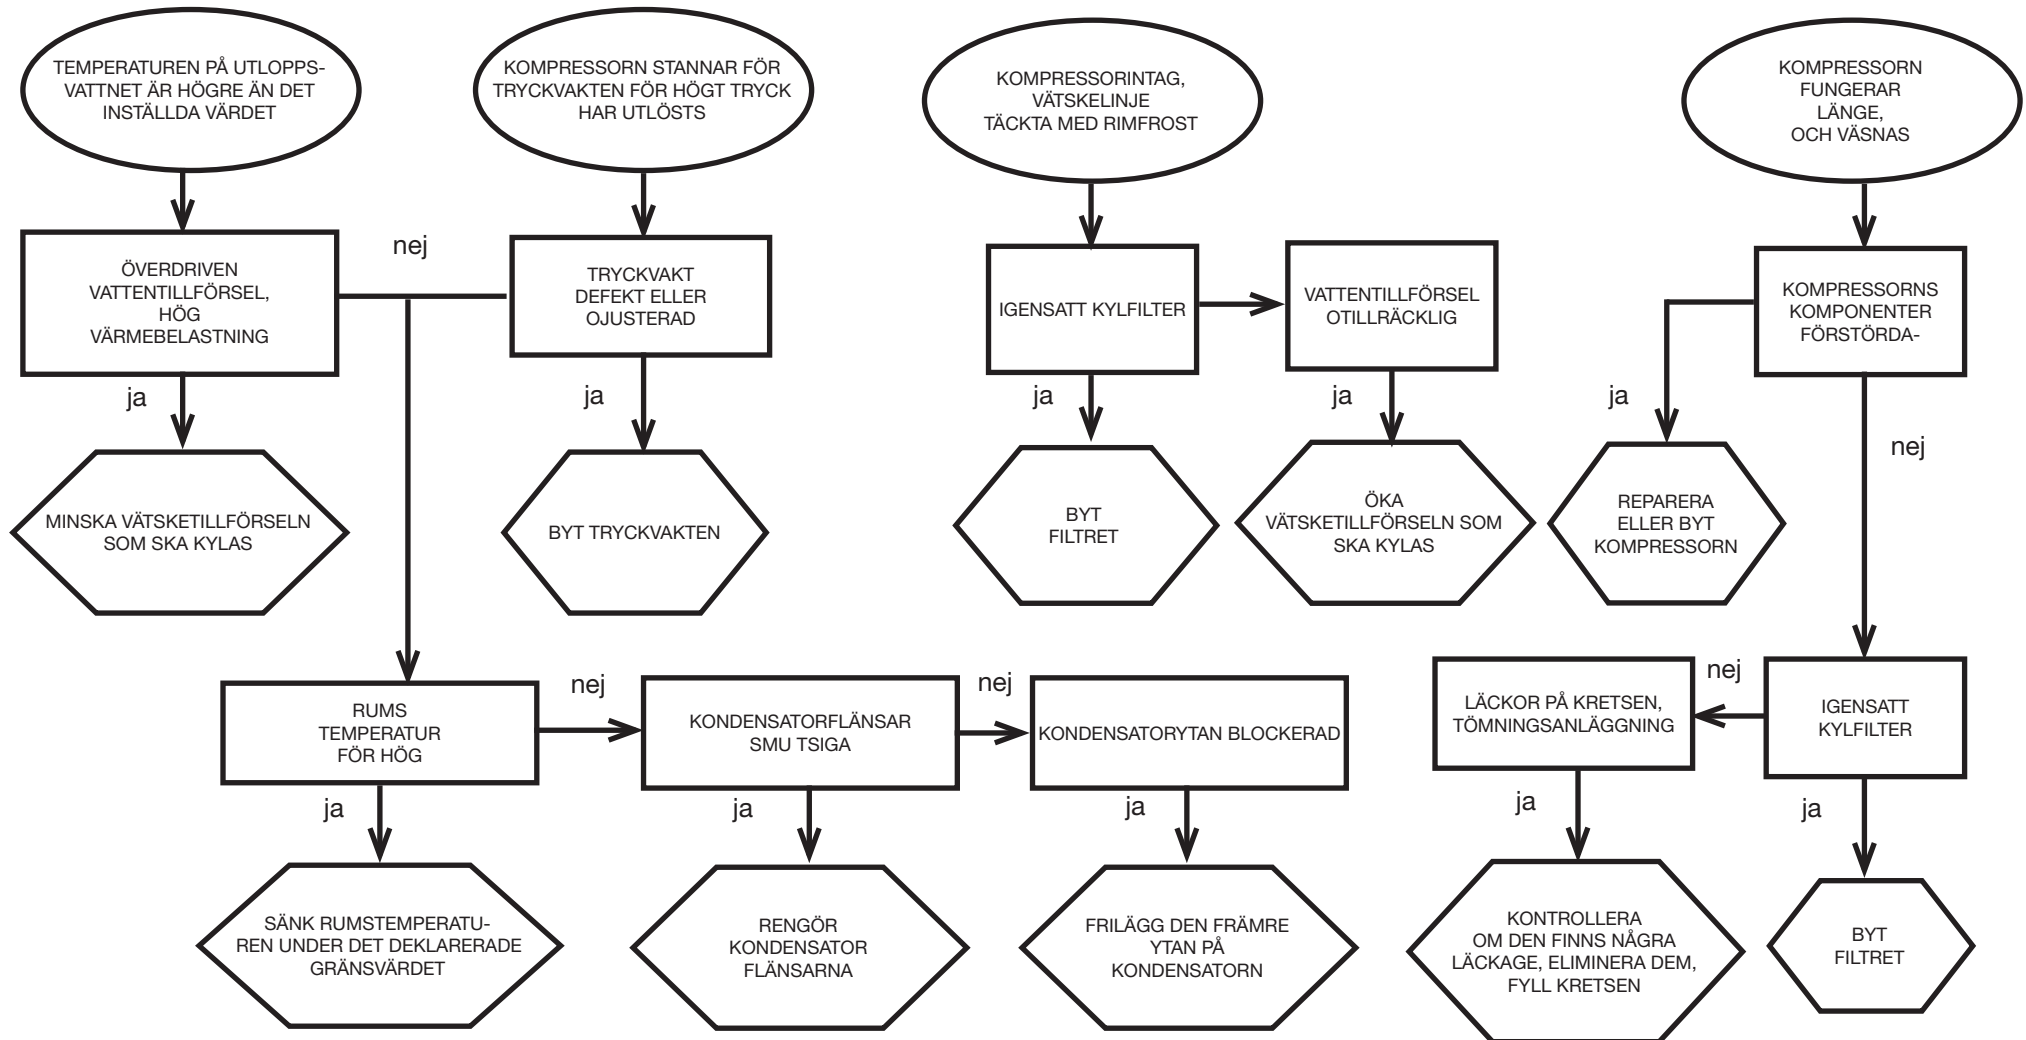 TEMPERATUREN PÅ UTLOPPS-
VATTNET ÄR HÖGRE ÄN DET
INSTÄLLDA VÄRDET
KOMPRESSORN STANNAR FÖR
TRYCKVAKTEN FÖR HÖGT TRYCK
HAR UTLÖSTS
KOMPRESSORINTAG,
VÄTSKELINJE
TÄCKTA MED RIMFROST
KOMPRESSORN
FUNGERAR
LÄNGE,
OCH VÄSNAS
ÖVERDRIVEN
VATTENTILLFÖRSEL,
HÖG
VÄRMEBELASTNING
nej
TRYCKVAKT
DEFEKT ELLER
OJUSTERAD
IGENSATT KYLFILTER
VATTENTILLFÖRSEL
OTILLRÄCKLIG
KOMPRESSORNS
KOMPONENTER
FÖRSTÖRDA-
ja
ja
ja
ja
ja
nej
MINSKA VÄTSKETILLFÖRSELN
SOM SKA KYLAS
BYT TRYCKVAKTEN
BYT
FILTRET
ÖKA
VÄTSKETILLFÖRSELN SOM
SKA KYLAS
REPARERA
ELLER BYT
KOMPRESSORN
RUMS
TEMPERATUR
FÖR HÖG
nej
KONDENSATORFLÄNSAR
SMU TSIGA
nej
KONDENSATORYTAN BLOCKERAD
LÄCKOR PÅ KRETSEN,
TÖMNINGSANLÄGGNING
nej
IGENSATT
KYLFILTER
ja
ja
ja
ja
ja
SÄNK RUMSTEMPERATU-
REN UNDER DET DEKLARERADE
GRÄNSVÄRDET
RENGÖR
KONDENSATOR
FLÄNSARNA
FRILÄGG DEN FRÄMRE
YTAN PÅ
KONDENSATORN
KONTROLLERA
OM DEN FINNS NÅGRA
LÄCKAGE, ELIMINERA DEM,
FYLL KRETSEN
BYT
FILTRET